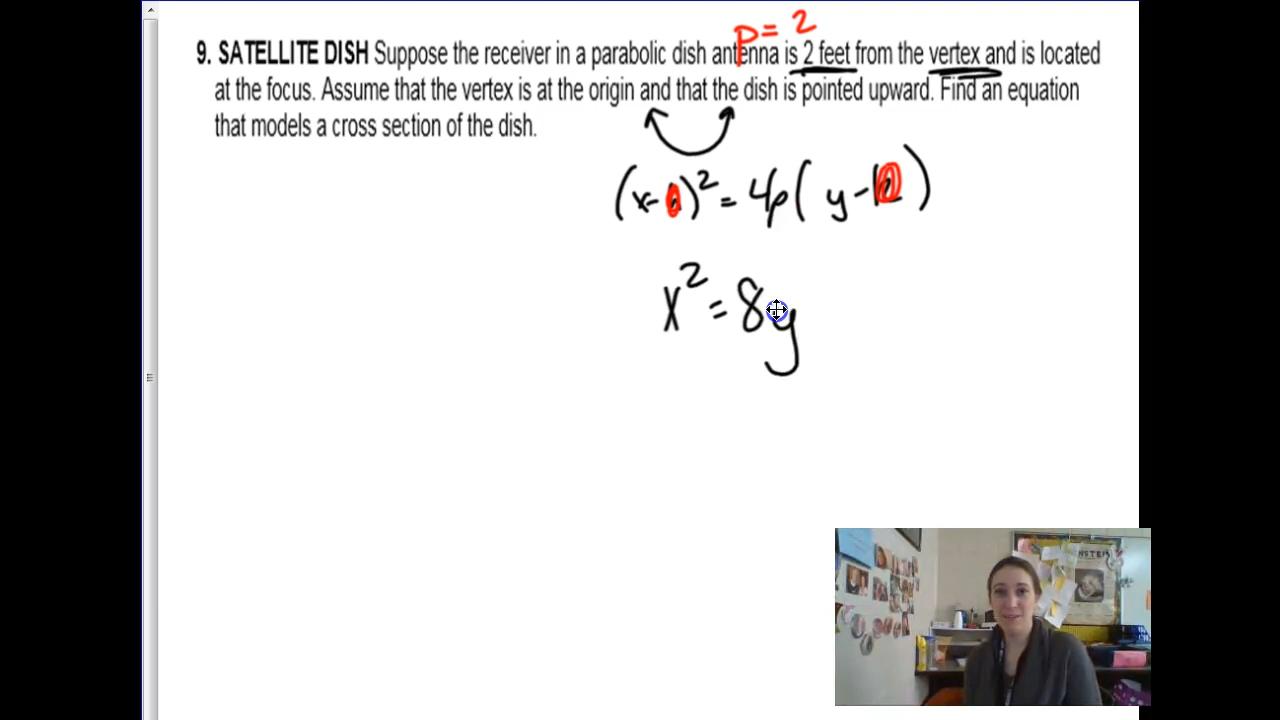 p = 2
9. SATELLITE DISH Suppose the receiver in a parabolic dish antenna is 2 feet from the vertex and is located
at the focus. Assume that the vertex is at the origin and that the dish is pointed upward. Find an equation
that models a cross section of the dish.
(x-0)² = 4p(y-0)
x² = 8y